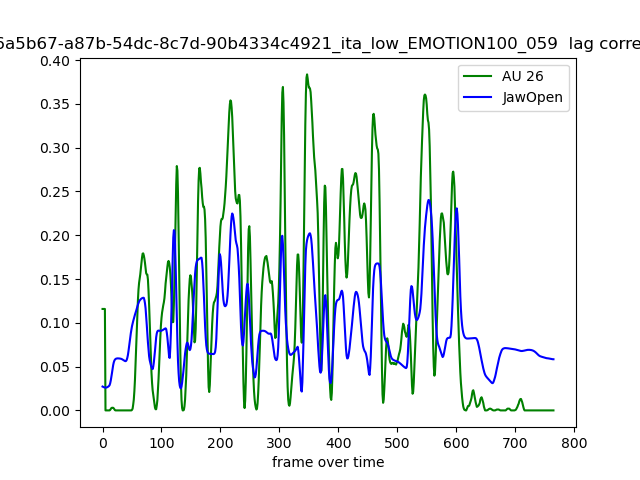 6a5b67-a87b-54dc-8c7d-90b4334c4921_ita_low_EMOTION100_059 lag corre
AU 26
JawOpen
0.40
0.35
0.30
0.25
0.20
0.15
0.10
0.05
0.00
0 100 200 300 400 500 600 700 800
frame over time